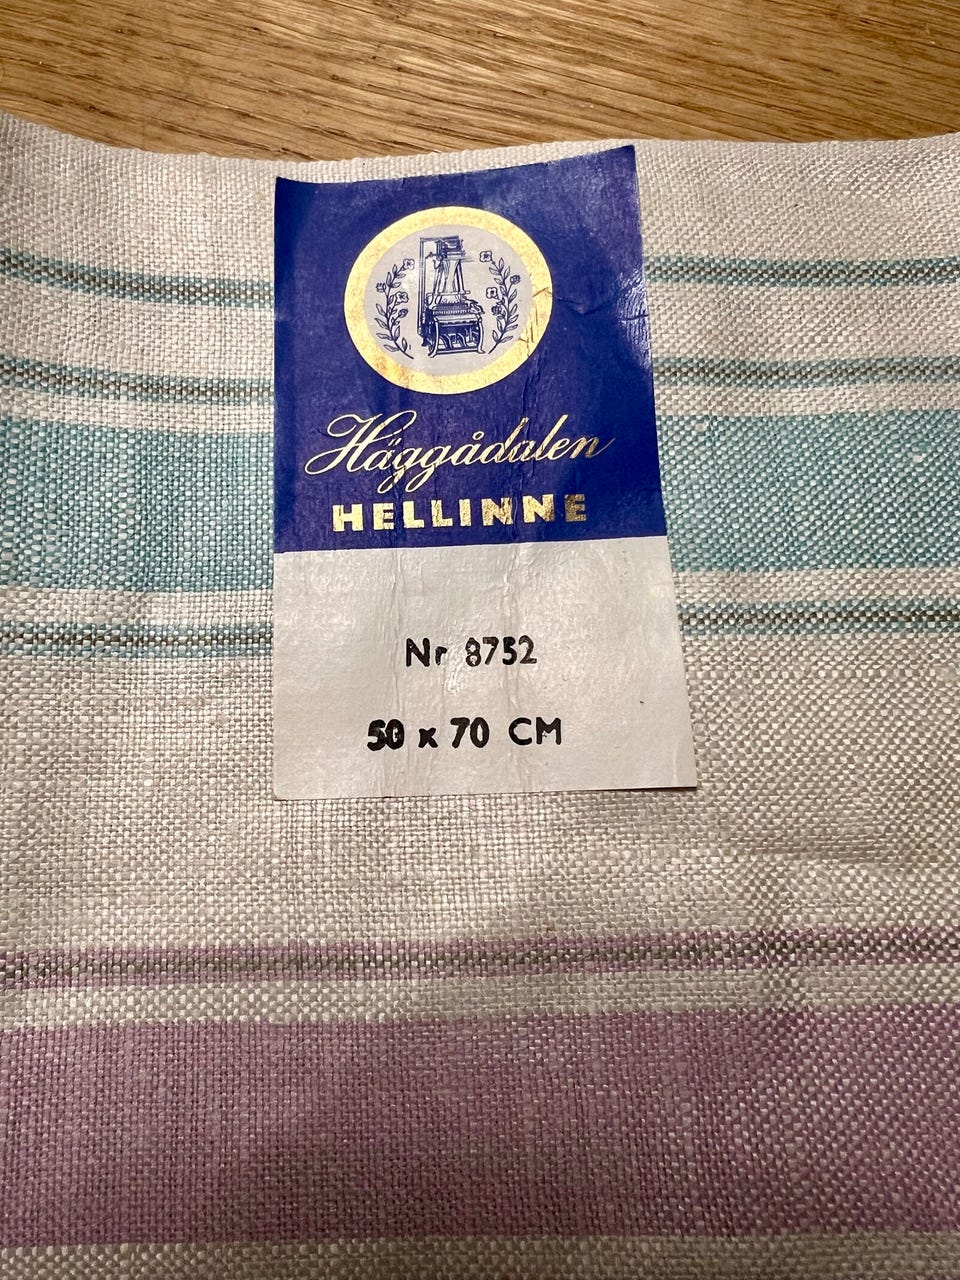 Häggådalen
HELLINNE
Nr 8752
50 x 70 CM